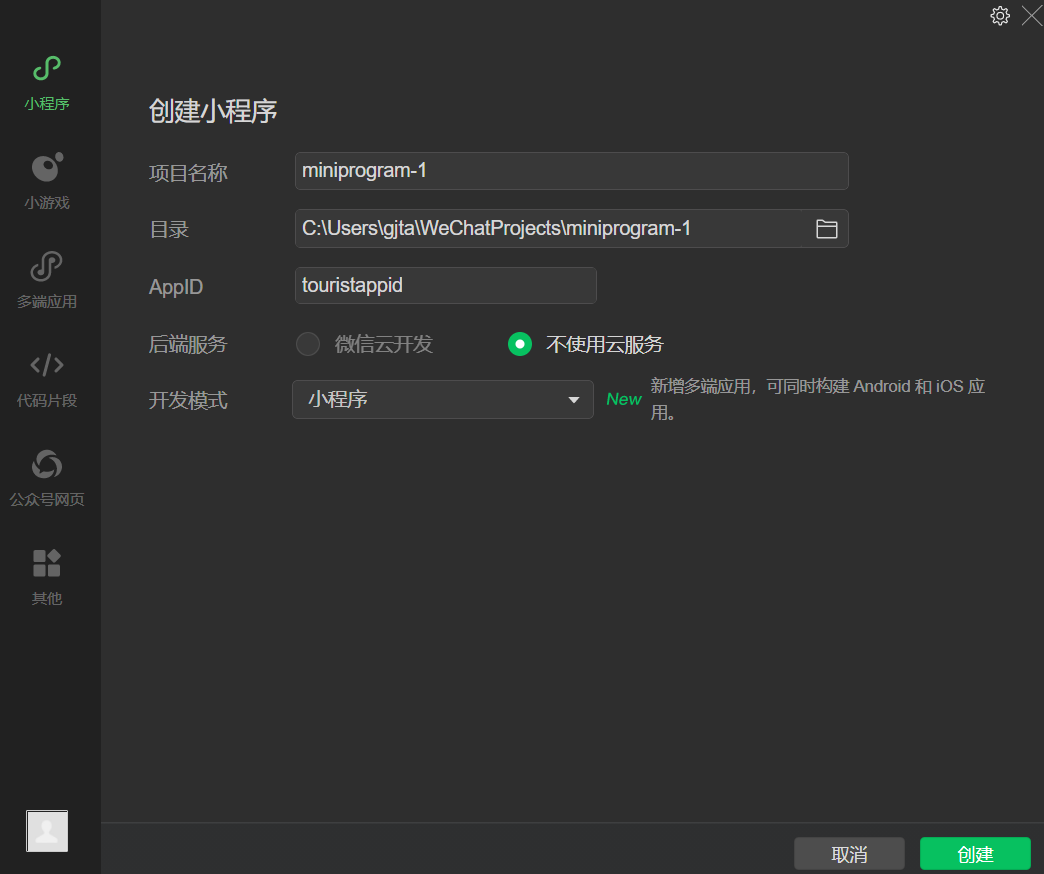 小程序
小游戏
多端应用
代码片段
公众号网页
其他
创建小程序
项目名称
miniprogram-1
目录
C:\Users\gjta\WeChatProjects\miniprogram-1
AppID
touristappid
后端服务
微信云开发
不使用云服务
开发模式
小程序
New
新增多端应用，可同时构建 Android 和 iOS 应
用。
取消
创建